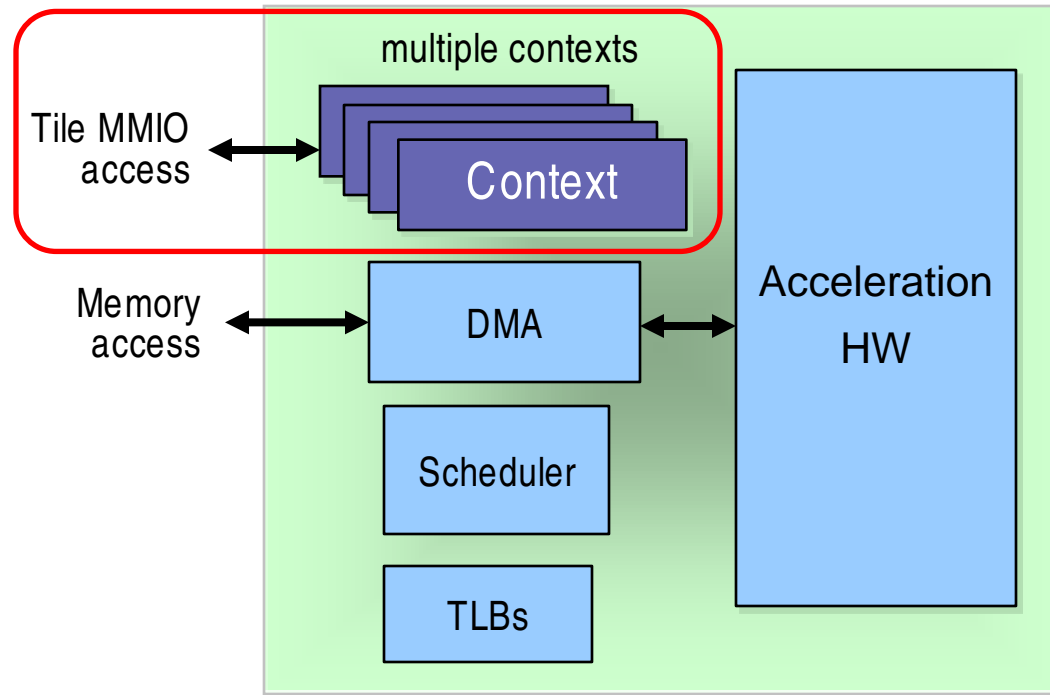 multiple contexts
Tile MMIO
access
Context
Memory
access
DMA
Acceleration
HW
Scheduler
TLBs